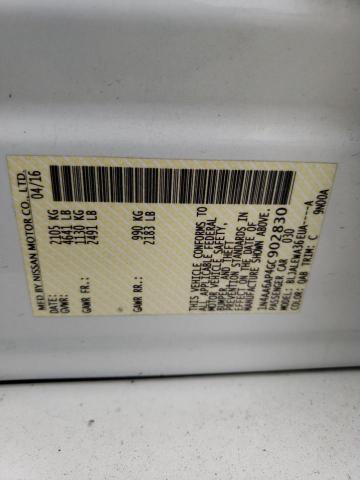 MFD BY NISSAN MOTOR CO., LTD.
04/16
GVWR: 2105 KG
4641 LB
GAWR FR.: 1130 KG
2491 LB
GAWR RR.: 990 KG
2183 LB
THIS VEHICLE CONFORMS TO
ALL APPLICABLE FEDERAL
MOTOR VEHICLE SAFETY,
BUMPER, AND THEFT
PREVENTION STANDARDS IN
EFFECT ON THE DATE OF
MANUFACTURE SHOWN ABOVE.
1N4AA6AP4GC902830
PASSENGER CAR 030
MODEL: BLJALEWA36EUA----A
COLOR: QAB TRIM: C 9W00A